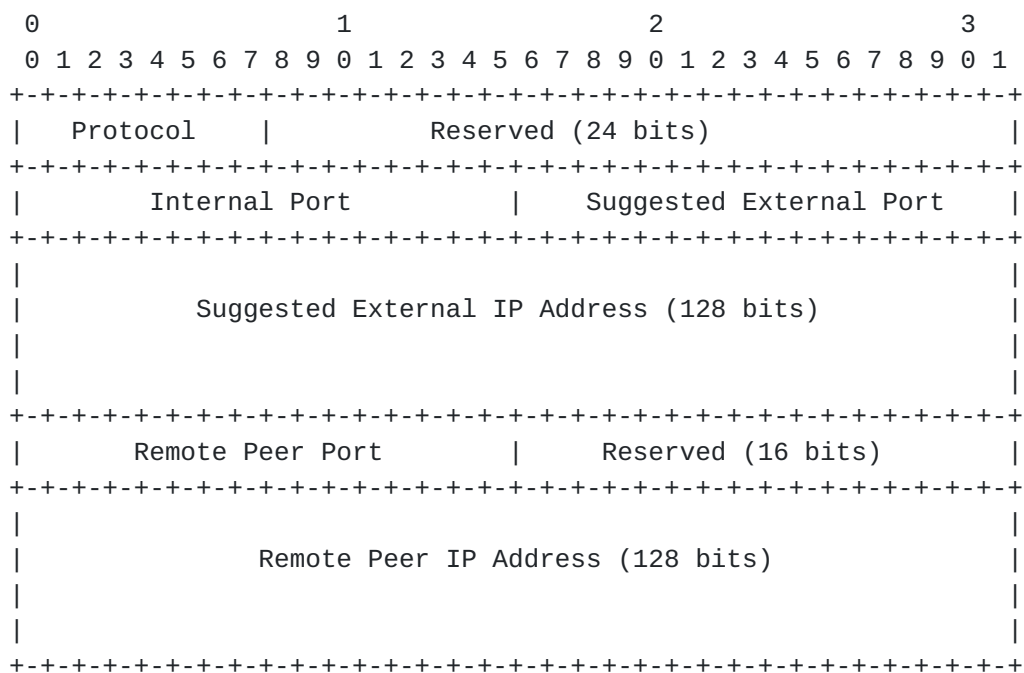 0                   1                   2                   3
 0 1 2 3 4 5 6 7 8 9 0 1 2 3 4 5 6 7 8 9 0 1 2 3 4 5 6 7 8 9 0 1
+-+-+-+-+-+-+-+-+-+-+-+-+-+-+-+-+-+-+-+-+-+-+-+-+-+-+-+-+-+-+-+-+
|   Protocol    |          Reserved (24 bits)                   |
+-+-+-+-+-+-+-+-+-+-+-+-+-+-+-+-+-+-+-+-+-+-+-+-+-+-+-+-+-+-+-+-+
|        Internal Port          |    Suggested External Port    |
+-+-+-+-+-+-+-+-+-+-+-+-+-+-+-+-+-+-+-+-+-+-+-+-+-+-+-+-+-+-+-+-+
|                                                               |
|           Suggested External IP Address (128 bits)            |
|                                                               |
|                                                               |
+-+-+-+-+-+-+-+-+-+-+-+-+-+-+-+-+-+-+-+-+-+-+-+-+-+-+-+-+-+-+-+-+
|       Remote Peer Port        |     Reserved (16 bits)        |
+-+-+-+-+-+-+-+-+-+-+-+-+-+-+-+-+-+-+-+-+-+-+-+-+-+-+-+-+-+-+-+-+
|                                                               |
|               Remote Peer IP Address (128 bits)               |
|                                                               |
|                                                               |
+-+-+-+-+-+-+-+-+-+-+-+-+-+-+-+-+-+-+-+-+-+-+-+-+-+-+-+-+-+-+-+-+